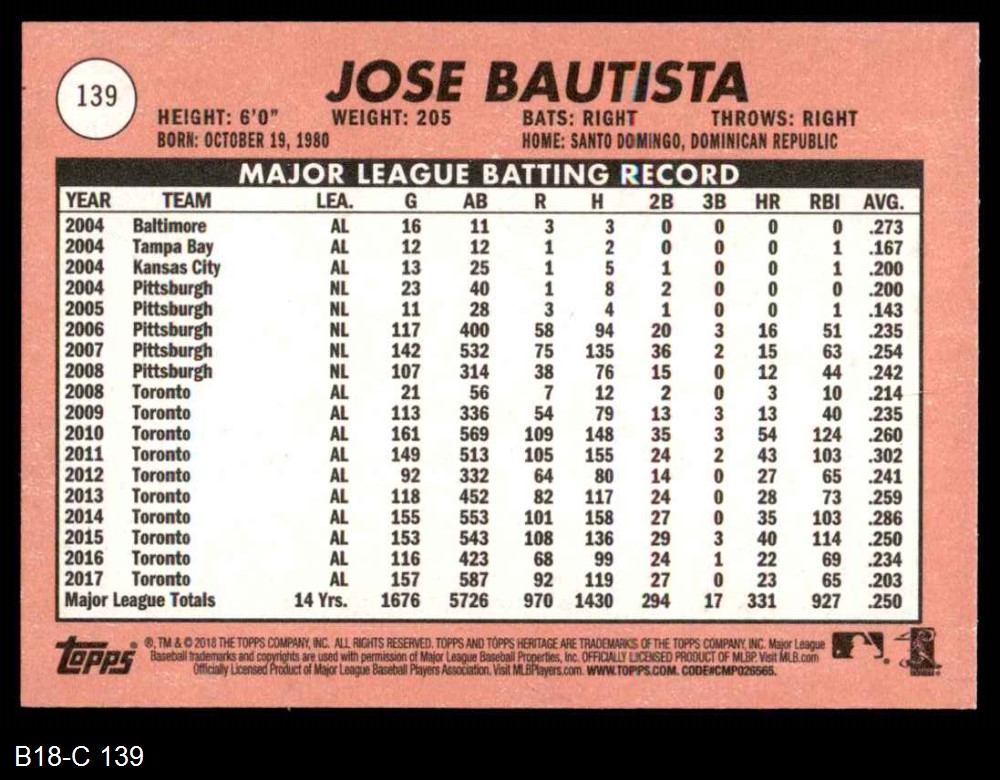 139
JOSE BAUTISTA
HEIGHT: 6'0" WEIGHT: 205 BATS: RIGHT THROWS: RIGHT
BORN: OCTOBER 19, 1980 HOME: SANTO DOMINGO, DOMINICAN REPUBLIC
MAJOR LEAGUE BATTING RECORD
YEAR TEAM LEA. G AB R H 2B 3B HR RBI AVG.
2004 Baltimore AL 16 11 3 3 0 0 0 0 .273
2004 Tampa Bay AL 12 12 1 2 0 0 0 1 .167
2004 Kansas City AL 13 25 1 5 1 0 0 1 .200
2004 Pittsburgh NL 23 40 1 8 2 0 0 0 .200
2005 Pittsburgh NL 11 28 3 4 1 0 0 1 .143
2006 Pittsburgh NL 117 400 58 94 20 3 16 51 .235
2007 Pittsburgh NL 142 532 75 135 36 2 15 63 .254
2008 Pittsburgh NL 107 314 38 76 15 0 12 44 .242
2008 Toronto AL 21 56 7 12 2 0 3 10 .214
2009 Toronto AL 113 336 54 79 13 3 13 40 .235
2010 Toronto AL 161 569 109 148 35 3 54 124 .260
2011 Toronto AL 149 513 105 155 24 2 43 103 .302
2012 Toronto AL 92 332 64 80 14 0 27 65 .241
2013 Toronto AL 118 452 82 117 24 0 28 73 .259
2014 Toronto AL 155 553 101 158 27 0 35 103 .286
2015 Toronto AL 153 543 108 136 29 3 40 114 .250
2016 Toronto AL 116 423 68 99 24 1 22 69 .234
2017 Toronto AL 157 587 92 119 27 0 23 65 .203
Major League Totals 14 Yrs. 1676 5726 970 1430 294 17 331 927 .250
Topps ®, TM & © 2018 THE TOPPS COMPANY, INC. ALL RIGHTS RESERVED. TOPPS AND TOPPS HERITAGE ARE TRADEMARKS OF THE TOPPS COMPANY, INC. Major League
Baseball trademarks and copyrights are used with permission of Major League Baseball Properties, Inc. OFFICIALLY LICENSED PRODUCT OF MLBP. Visit MLB.com
Officially Licensed Product of Major League Baseball Players Association. Visit MLBPlayers.com. WWW.TOPPS.COM. CODE#CMP026565.
B18-C 139